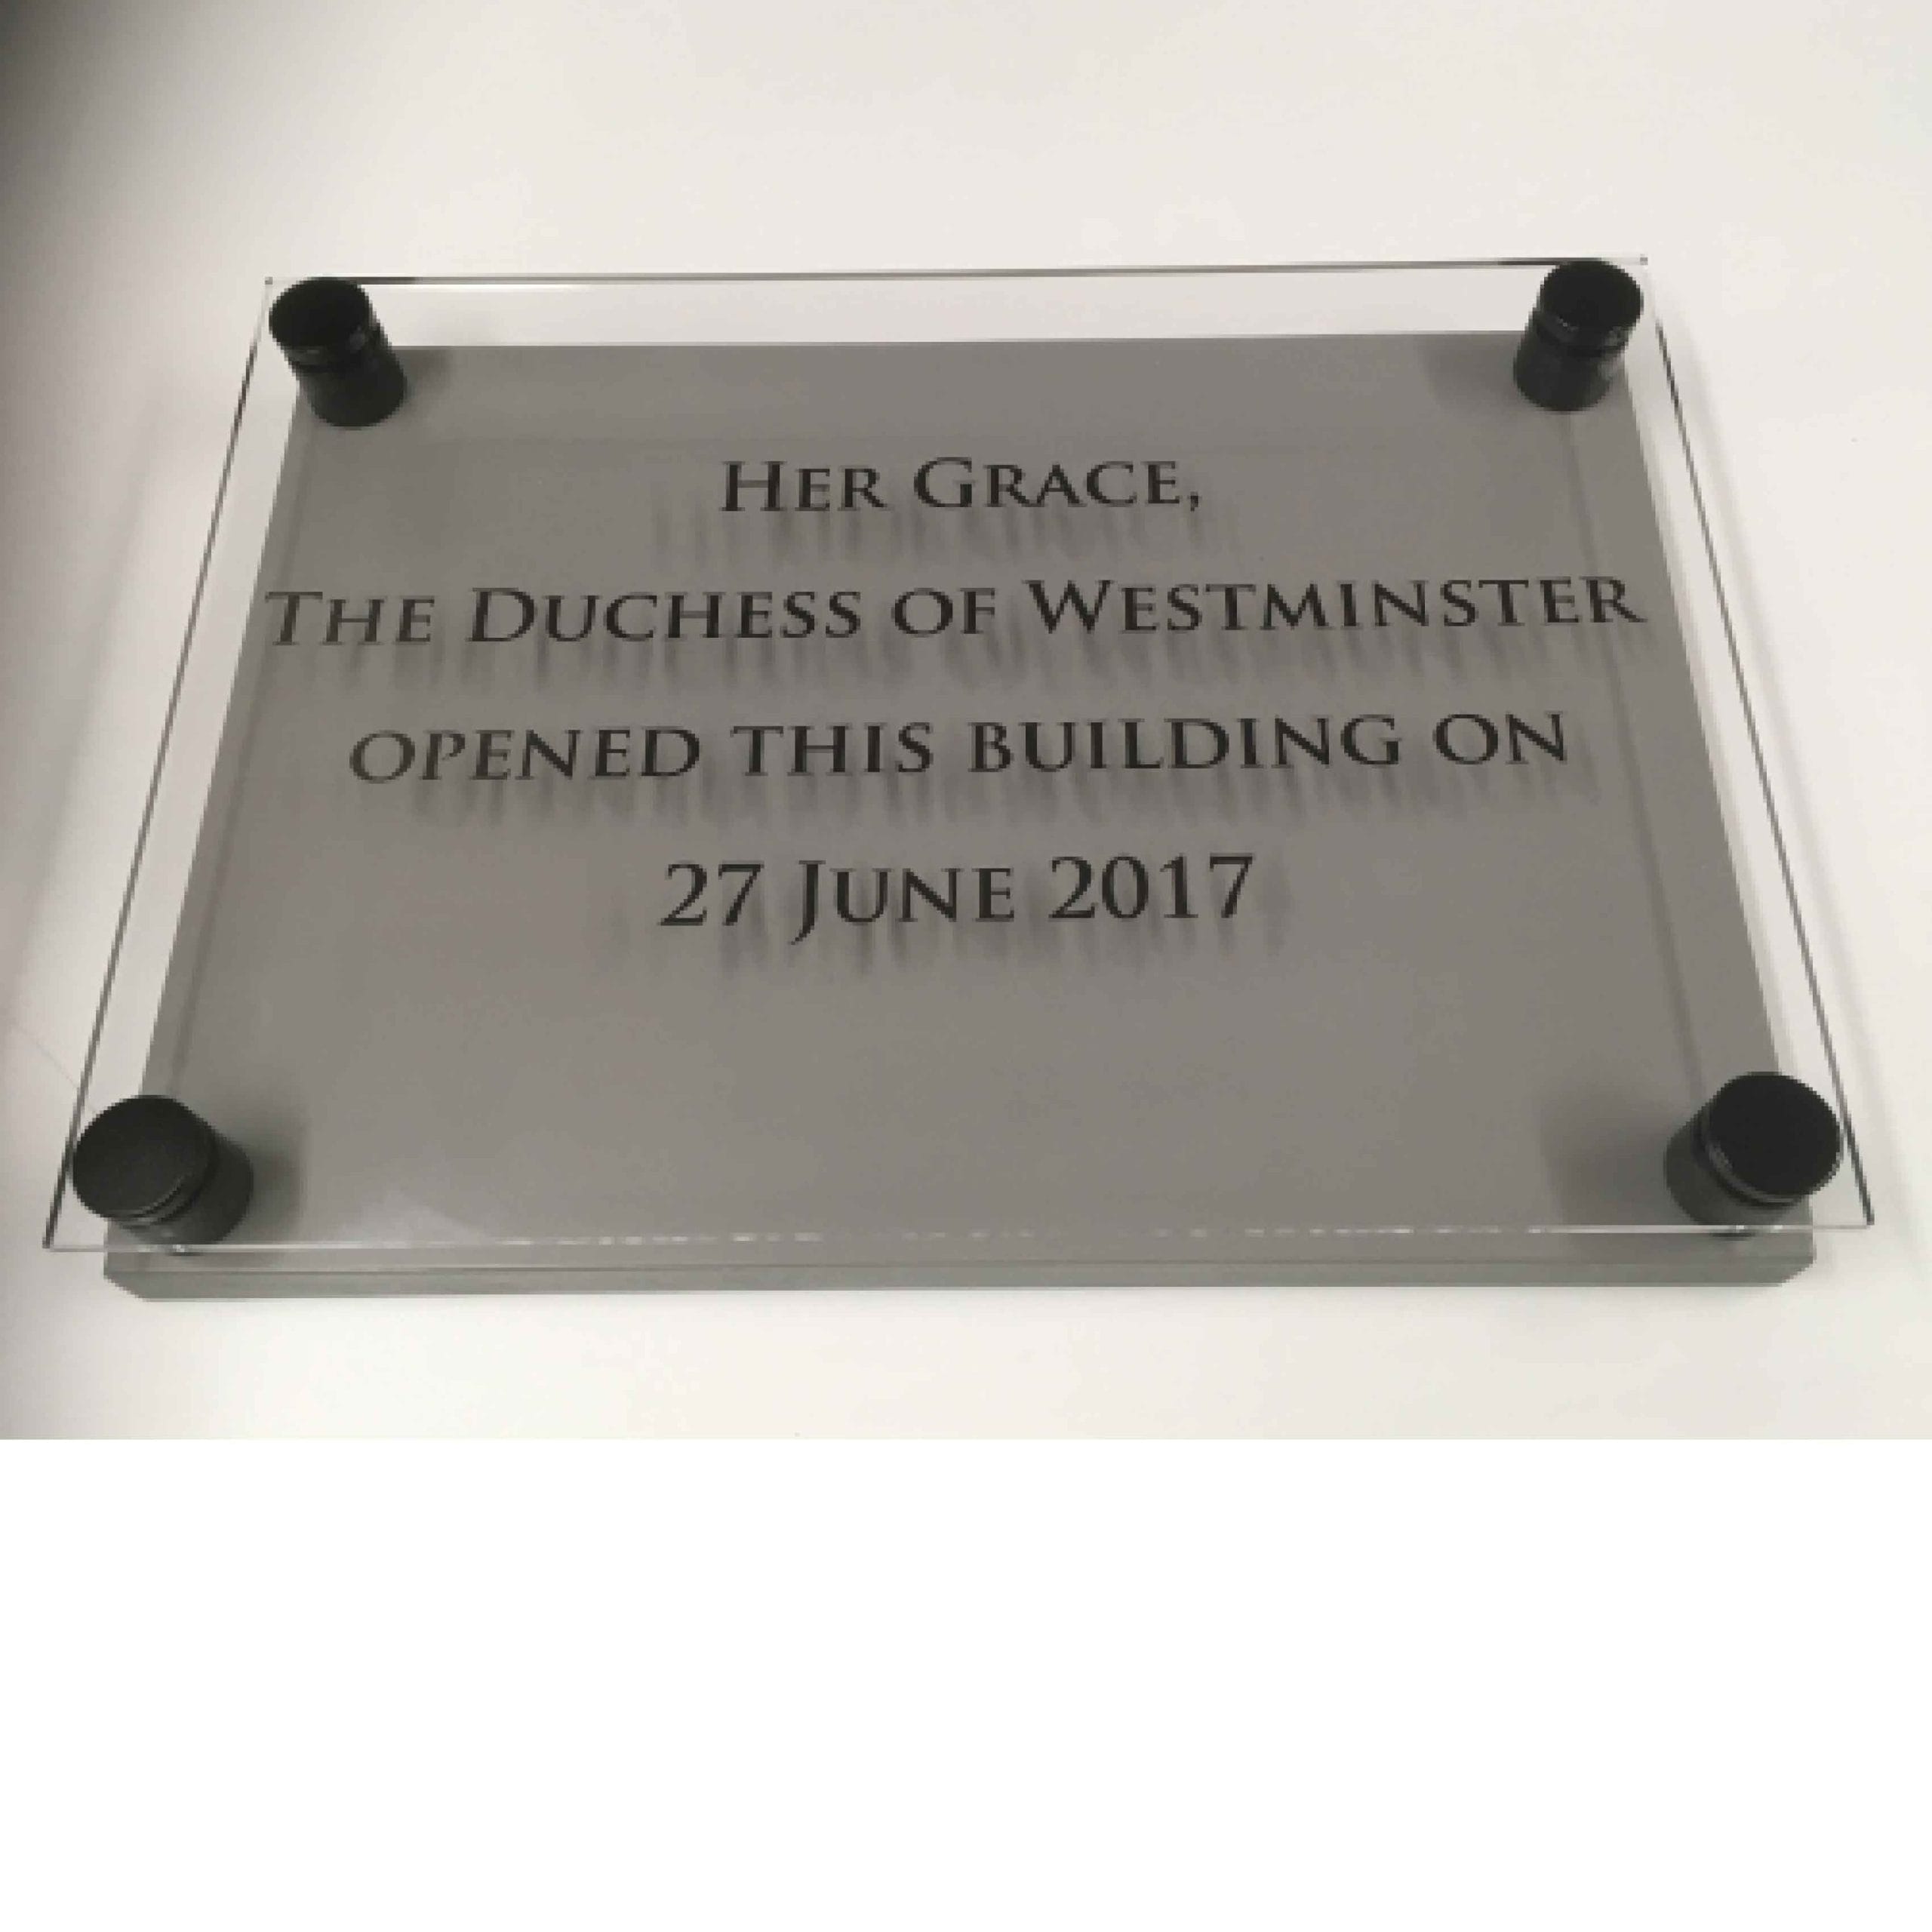 Her Grace,
The Duchess of Westminster
opened this building on
27 June 2017